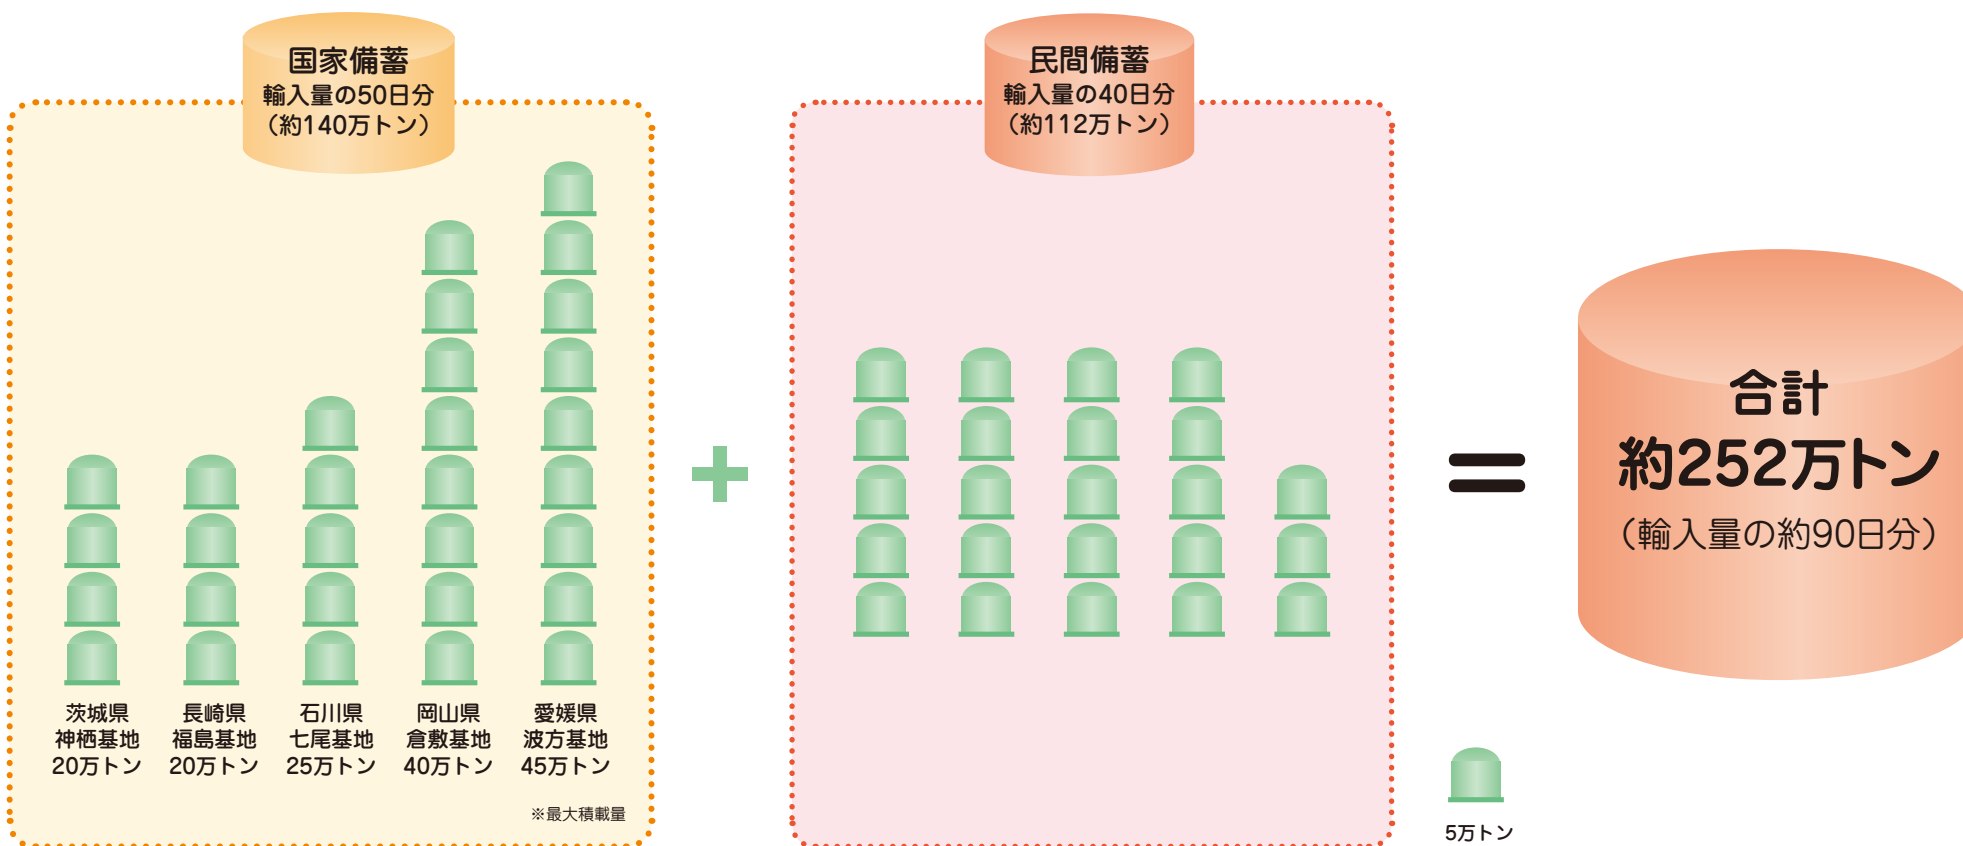 国家備蓄
輸入量の50日分
（約140万トン）
茨城県
神栖基地
20万トン
長崎県
福島基地
20万トン
石川県
七尾基地
25万トン
岡山県
倉敷基地
40万トン
愛媛県
波方基地
45万トン
※最大積載量
民間備蓄
輸入量の40日分
（約112万トン）
合計
約252万トン
（輸入量の約90日分）
5万トン